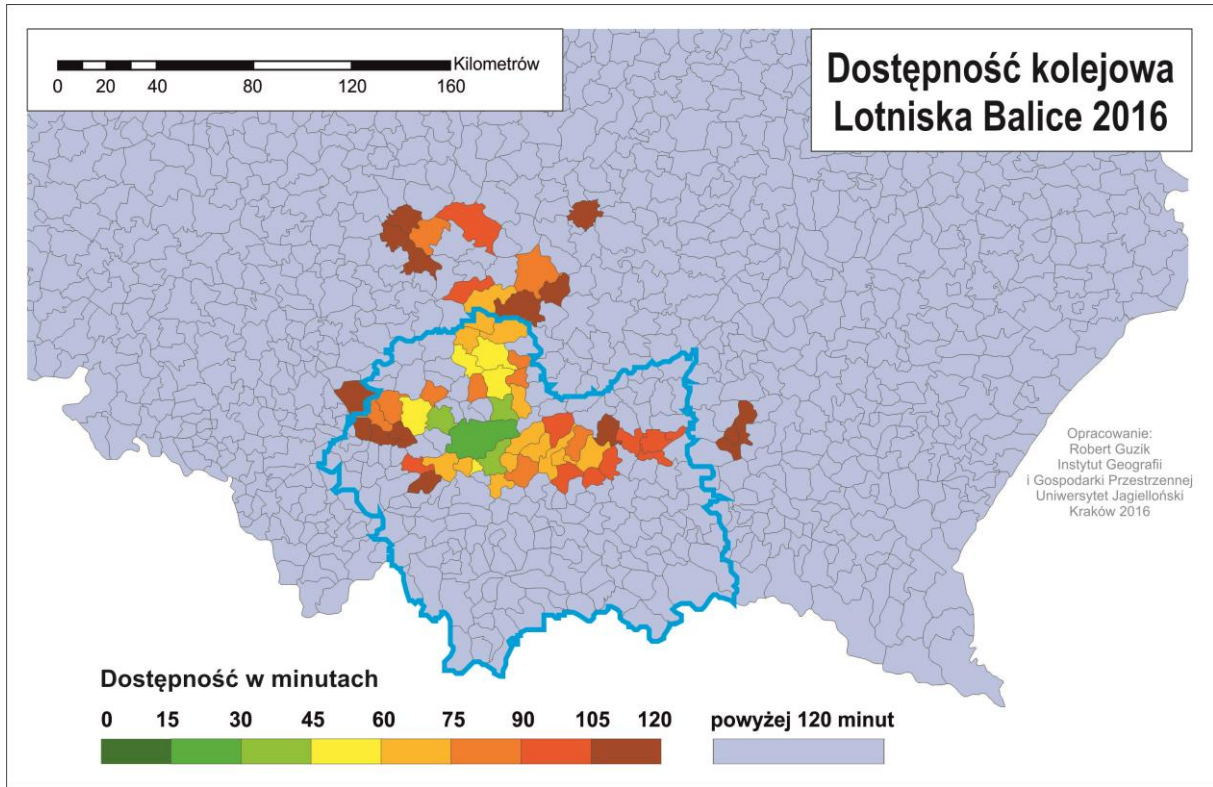 Kilometrów
0 20 40 80 120 160
Dostępność kolejowa
Lotniska Balice 2016
Opracowanie:
Robert Guzik
Instytut Geografii
i Gospodarki Przestrzennej
Uniwersytet Jagielloński
Kraków 2016
Dostępność w minutach
0 15 30 45 60 75 90 105 120
powyżej 120 minut